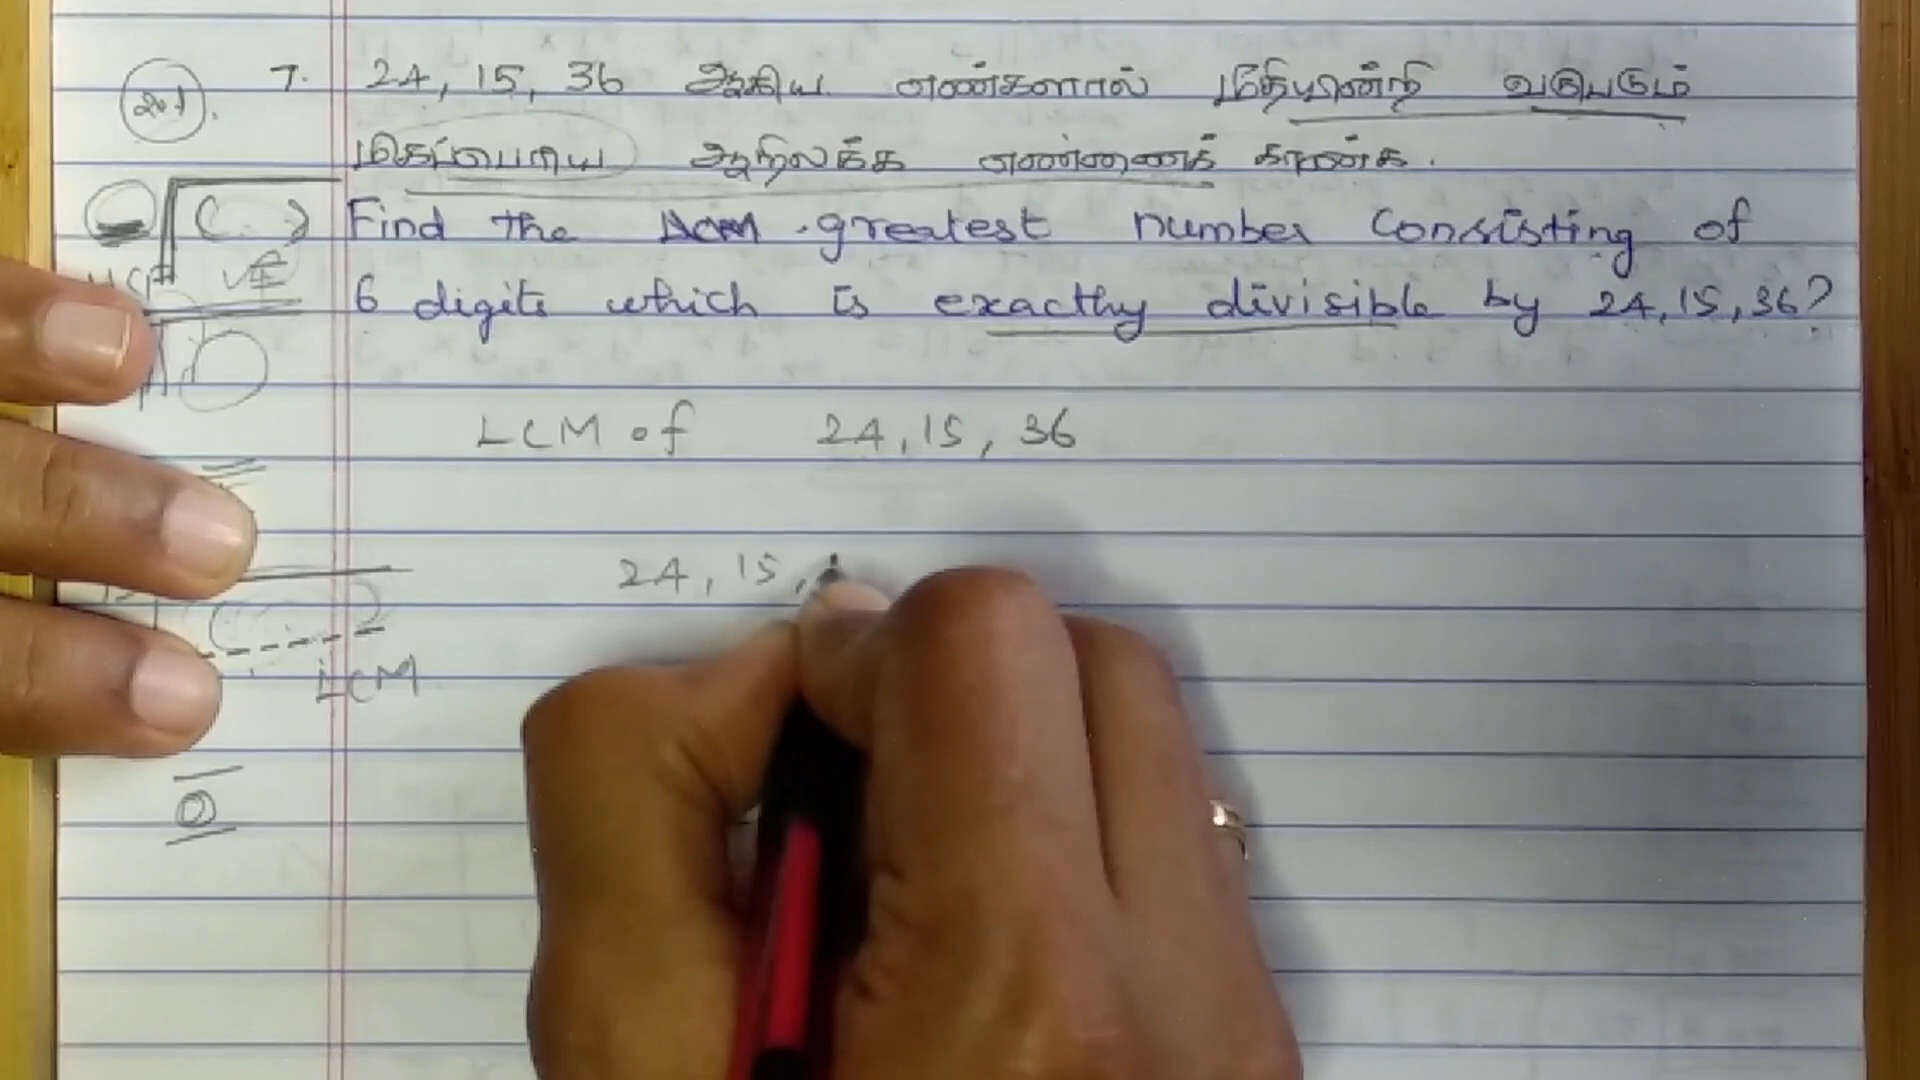 7. 24, 15, 36 ஆகிய எண்களால் மீதியின்றி வகுபடும்
மிகப்பெரிய ஆறிலக்க எண்ணைக் காண்க.
Find the greatest number consisting of
6 digits which is exactly divisible by 24, 15, 36?
LCM of 24, 15, 36
24, 15,
LCM
0